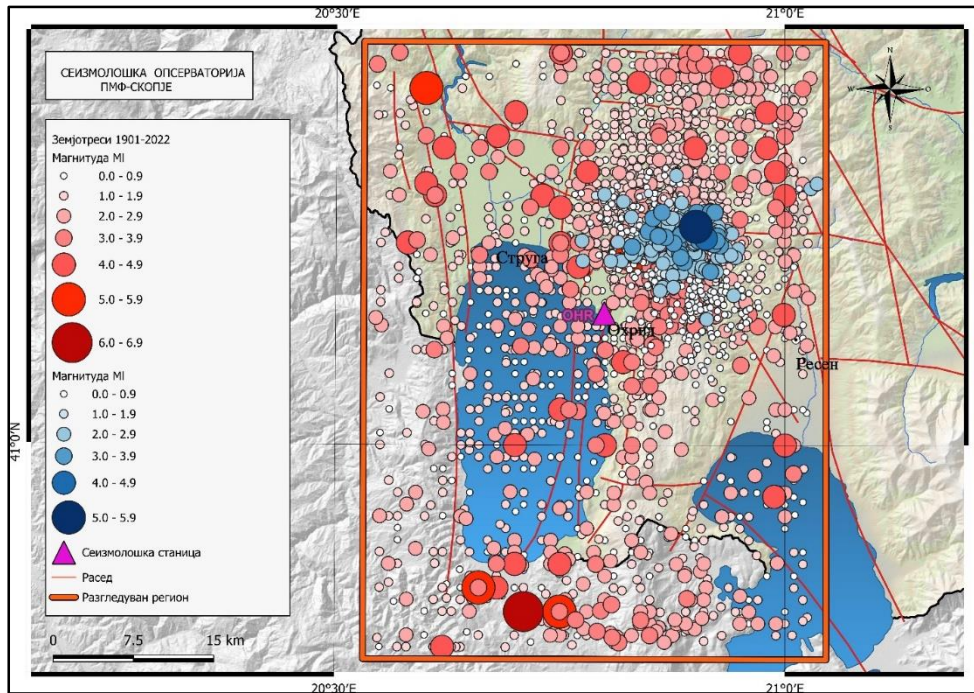 20°30'E
21°0'E
СЕИЗМОЛОШКА ОПСЕРВАТОРИЈА
ПМФ-СКОПЈЕ
N
W
O
S
Земјотреси 1901-2022
Магнитуда Ml
0.0 - 0.9
1.0 - 1.9
2.0 - 2.9
3.0 - 3.9
4.0 - 4.9
5.0 - 5.9
6.0 - 6.9
Магнитуда Ml
0.0 - 0.9
1.0 - 1.9
2.0 - 2.9
3.0 - 3.9
4.0 - 4.9
5.0 - 5.9
Сеизмолошка станица
Расед
Разгледуван регион
0 7.5 15 km
Струга
OHR
Охрид
Ресен
41°0'N
20°30'E
21°0'E